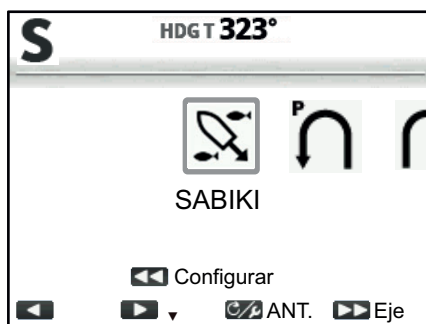 S HDG T 323°
P
SABIKI
Configurar
ANT. Eje